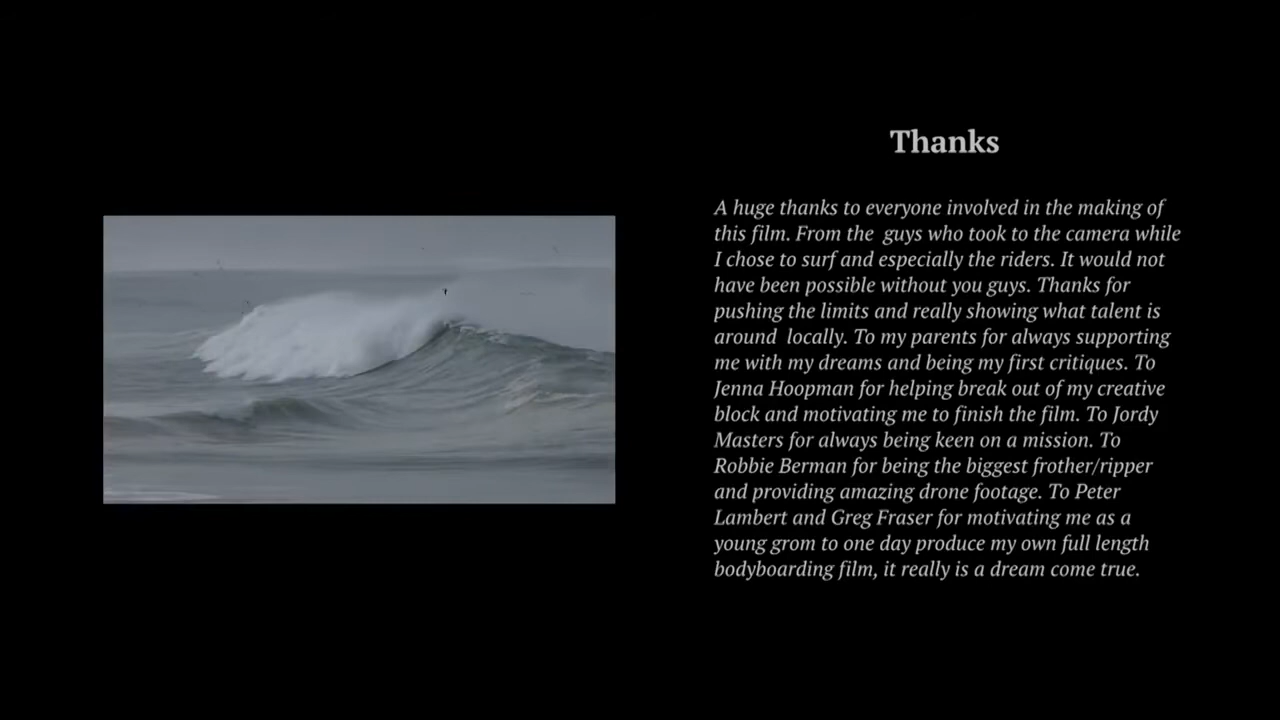 Thanks
A huge thanks to everyone involved in the making of
this film. From the  guys who took to the camera while
I chose to surf and especially the riders. It would not
have been possible without you guys. Thanks for
pushing the limits and really showing what talent is
around  locally. To my parents for always supporting
me with my dreams and being my first critiques. To
Jenna Hoopman for helping break out of my creative
block and motivating me to finish the film. To Jordy
Masters for always being keen on a mission. To
Robbie Berman for being the biggest frother/ripper
and providing amazing drone footage. To Peter
Lambert and Greg Fraser for motivating me as a
young grom to one day produce my own full length
bodyboarding film, it really is a dream come true.